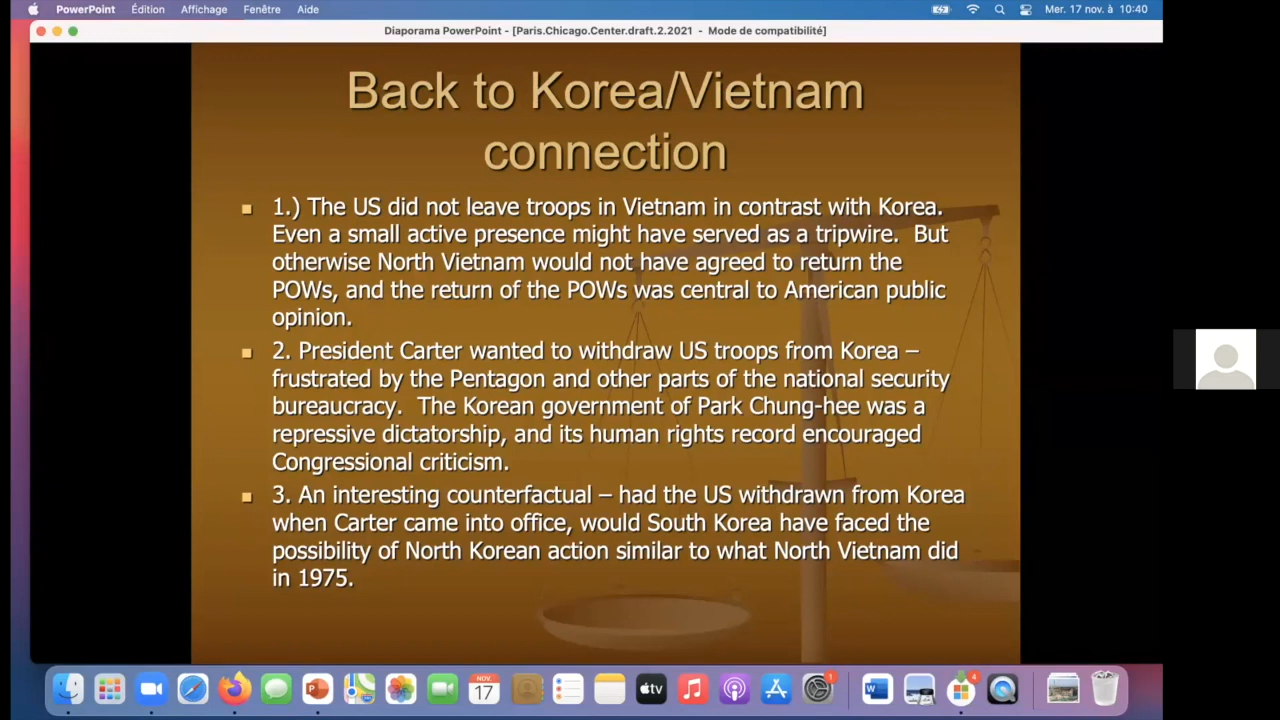 PowerPoint Édition Affichage Fenêtre Aide Mer. 17 nov. à 10:40
Diaporama PowerPoint - [Paris.Chicago.Center.draft.2.2021 - Mode de compatibilité]
Back to Korea/Vietnam
connection
1.) The US did not leave troops in Vietnam in contrast with Korea.
Even a small active presence might have served as a tripwire. But
otherwise North Vietnam would not have agreed to return the
POWs, and the return of the POWs was central to American public
opinion.
2. President Carter wanted to withdraw US troops from Korea –
frustrated by the Pentagon and other parts of the national security
bureaucracy. The Korean government of Park Chung-hee was a
repressive dictatorship, and its human rights record encouraged
Congressional criticism.
3. An interesting counterfactual – had the US withdrawn from Korea
when Carter came into office, would South Korea have faced the
possibility of North Korean action similar to what North Vietnam did
in 1975.
NOV.
17
tv
1
4